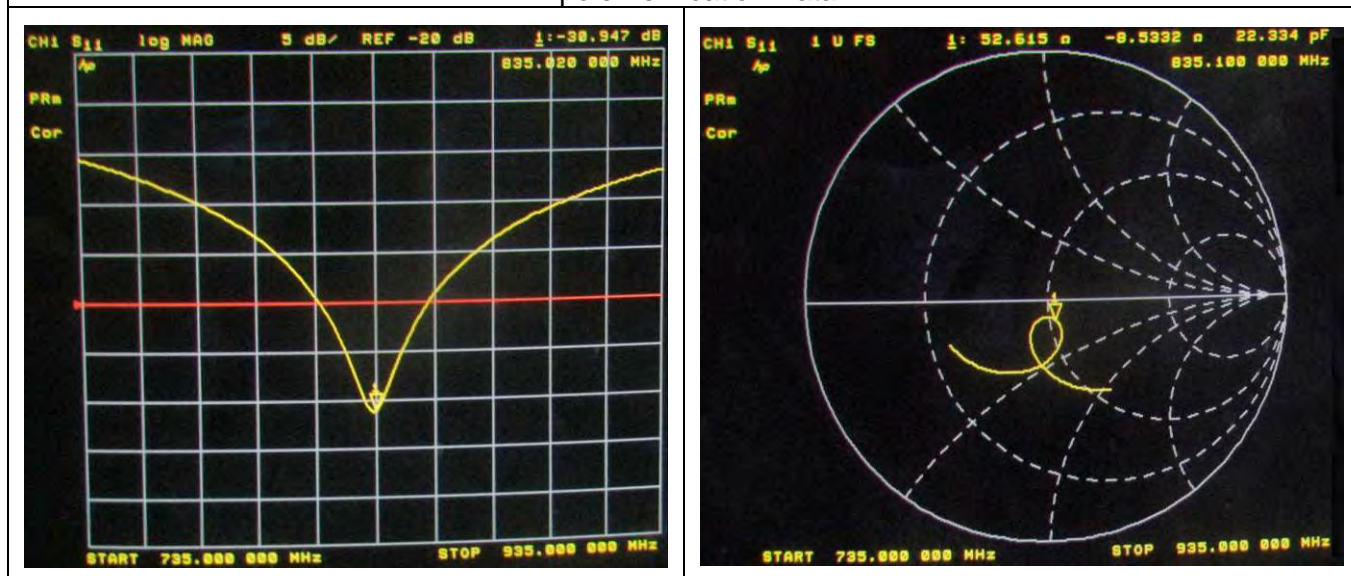 CH1 S11 log MAG 5 dB/ REF -20 dB 1:-30.947 dB
hp
835.020 000 MHz
PRm
Cor
START 735.000 000 MHz STOP 935.000 000 MHz
CH1 S11 1 U FS 1: 52.615 Ω -8.5332 Ω 22.334 pF
hp
835.100 000 MHz
PRm
Cor
1
START 735.000 000 MHz STOP 935.000 000 MHz